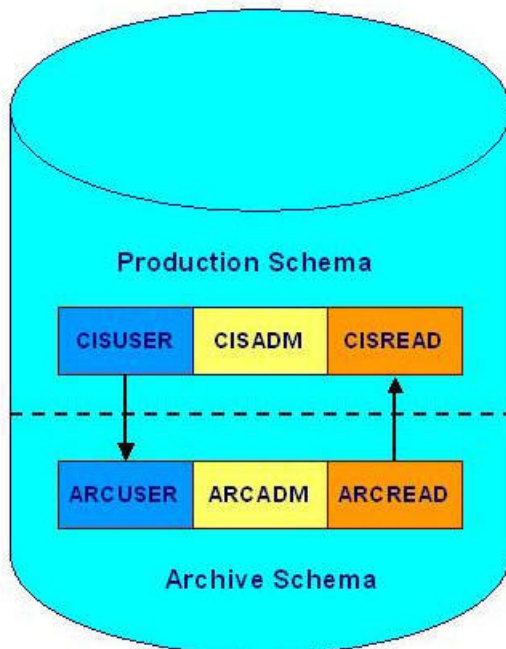 Production Schema
CISUSER CISADM CISREAD
ARCUSER ARCADM ARCREAD
Archive Schema